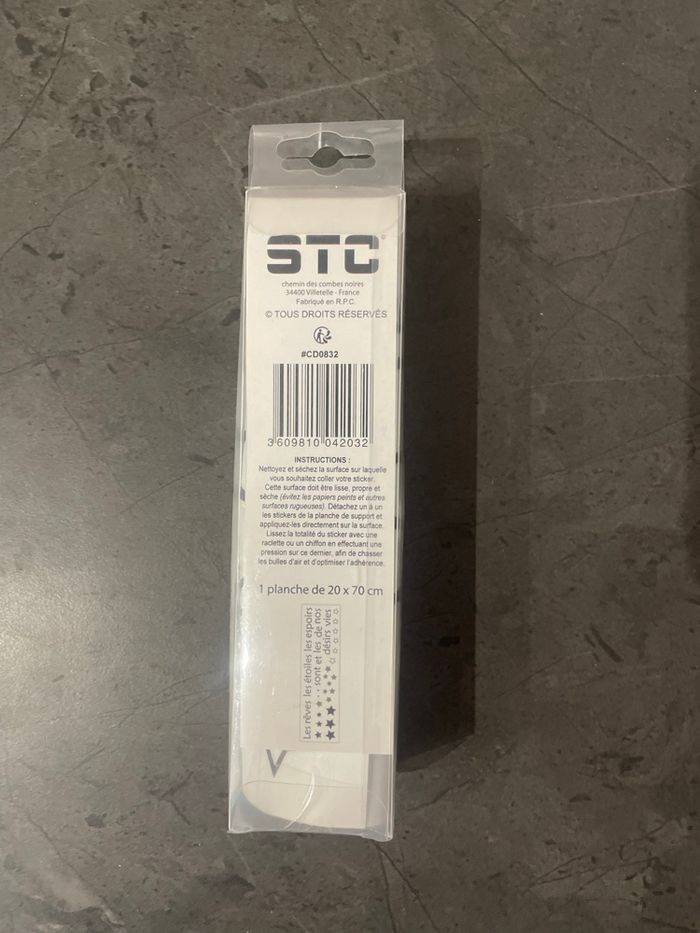 STC
chemin des combes noires
34400 Villetelle - France
Fabriqué en R.P.C.
© TOUS DROITS RÉSERVÉS
#CD0832
3 609810 042032
INSTRUCTIONS :
Nettoyez et séchez la surface sur laquelle
vous souhaitez coller votre sticker.
Cette surface doit être lisse, propre et
sèche (évitez les papiers peints et autres
surfaces rugueuses). Détachez un à un
les stickers de la planche de support et
appliquez-les directement sur la surface.
Lissez la totalité du sticker avec une
raclette ou un chiffon en effectuant une
pression sur ce dernier, afin de chasser
les bulles d'air et d'optimiser l'adhérence.
1 planche de 20 x 70 cm
Les rêves les étoiles les espoirs
sont et les de nos
désirs vies
V